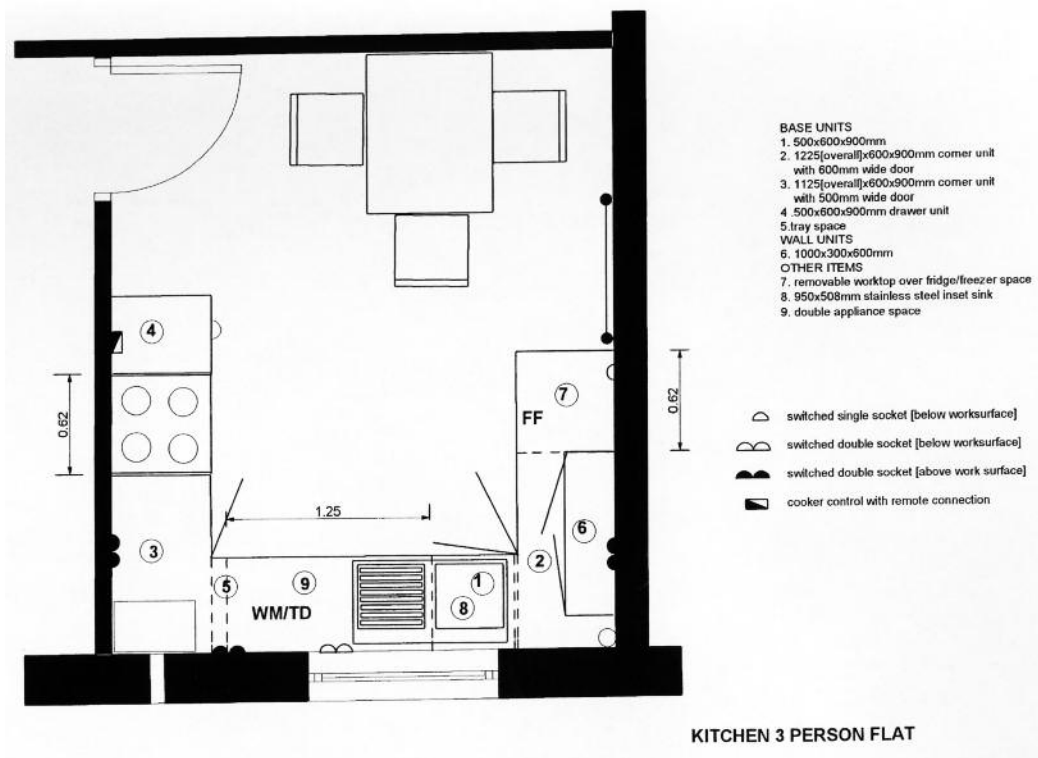 BASE UNITS
1. 500x600x900mm
2. 1225[overall]x600x900mm corner unit
with 600mm wide door
3. 1125[overall]x600x900mm corner unit
with 500mm wide door
4 .500x600x900mm drawer unit
5.tray space
WALL UNITS
6. 1000x300x600mm
OTHER ITEMS
7. removable worktop over fridge/freezer space
8. 950x508mm stainless steel inset sink
9. double appliance space
4
0.62
7
FF
0.62
switched single socket [below worksurface]
switched double socket [below worksurface]
switched double socket [above work surface]
cooker control with remote connection
1.25
3
6
2
5
9
1
8
WM/TD
KITCHEN 3 PERSON FLAT